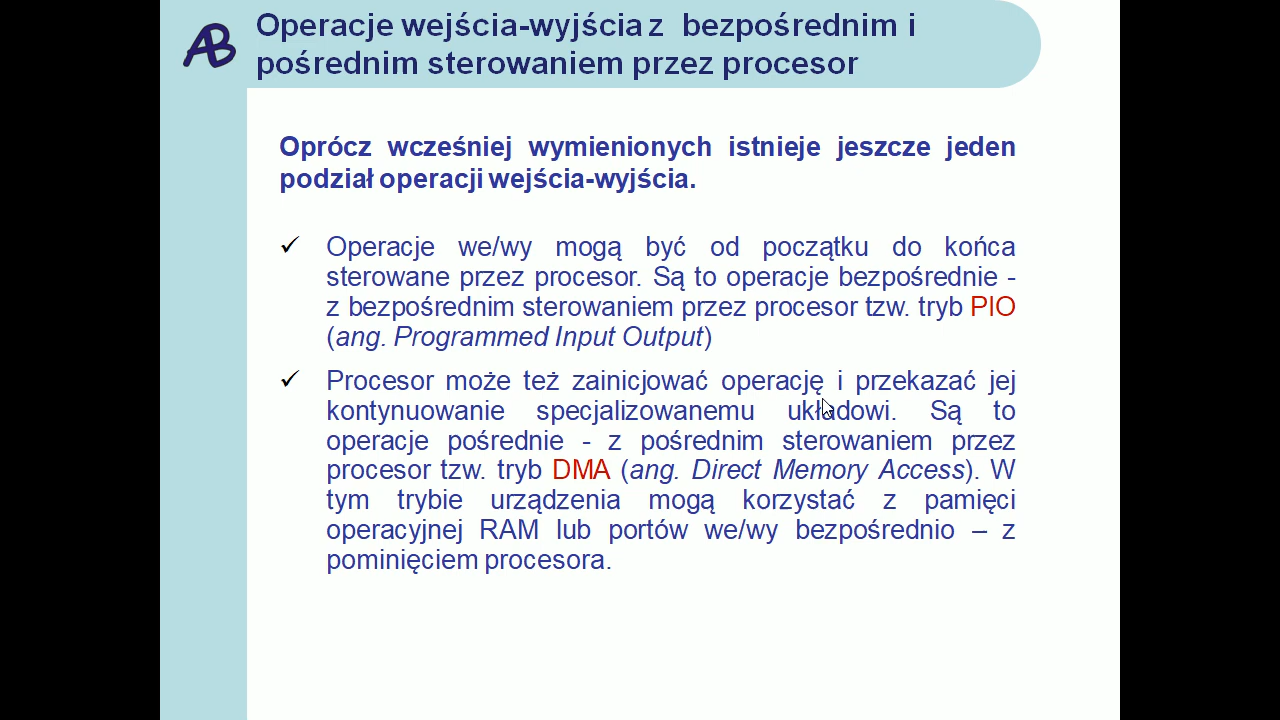 AB
Operacje wejścia-wyjścia z bezpośrednim i
pośrednim sterowaniem przez procesor
Oprócz wcześniej wymienionych istnieje jeszcze jeden
podział operacji wejścia-wyjścia.
✓ Operacje we/wy mogą być od początku do końca
sterowane przez procesor. Są to operacje bezpośrednie -
z bezpośrednim sterowaniem przez procesor tzw. tryb PIO
(ang. Programmed Input Output)
✓ Procesor może też zainicjować operację i przekazać jej
kontynuowanie specjalizowanemu układowi. Są to
operacje pośrednie - z pośrednim sterowaniem przez
procesor tzw. tryb DMA (ang. Direct Memory Access). W
tym trybie urządzenia mogą korzystać z pamięci
operacyjnej RAM lub portów we/wy bezpośrednio – z
pominięciem procesora.